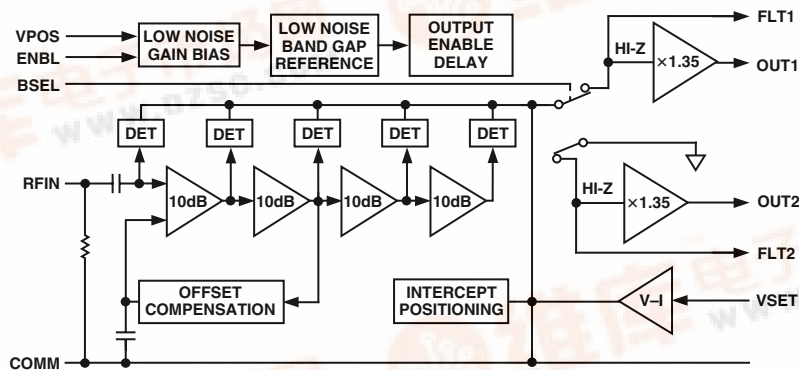 VPOS
ENBL
BSEL
LOW NOISE
GAIN BIAS
LOW NOISE
BAND GAP
REFERENCE
OUTPUT
ENABLE
DELAY
FLT1
HI-Z
×1.35
OUT1
DET
DET
DET
DET
DET
RFIN
10dB
10dB
10dB
10dB
HI-Z
×1.35
OUT2
FLT2
OFFSET
COMPENSATION
INTERCEPT
POSITIONING
V–I
VSET
COMM